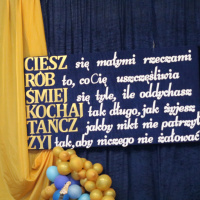 CIESZ się małymi rzeczami
RÓB to, co Cię uszczęśliwia
ŚMIEJ się tyle, ile oddychasz
KOCHAJ tak długo, jak żyjesz
TAŃCZ jakby nikt nie patrzył
ŻYJ tak, aby niczego nie żałować